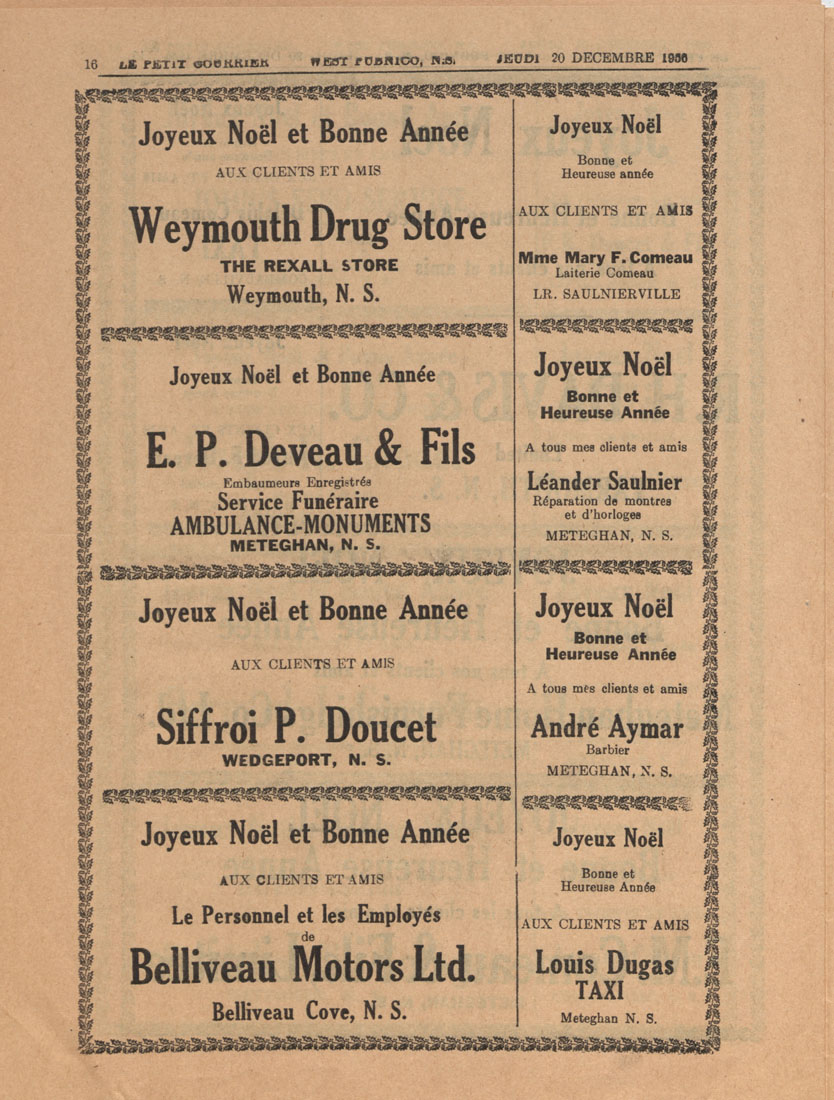 16 LE PETIT COURRIER WEST PUBNICO, N.S. JEUDI 20 DECEMBRE 1956
Joyeux Noël et Bonne Année
AUX CLIENTS ET AMIS
Weymouth Drug Store
THE REXALL STORE
Weymouth, N. S.
Joyeux Noël et Bonne Année
E. P. Deveau & Fils
Embaumeurs Enregistrés
Service Funéraire
AMBULANCE-MONUMENTS
METEGHAN, N. S.
Joyeux Noël et Bonne Année
AUX CLIENTS ET AMIS
Siffroi P. Doucet
WEDGEPORT, N. S.
Joyeux Noël et Bonne Année
AUX CLIENTS ET AMIS
Le Personnel et les Employés
de
Belliveau Motors Ltd.
Belliveau Cove, N. S.
Joyeux Noël
Bonne et
Heureuse année
AUX CLIENTS ET AMIS
Mme Mary F. Comeau
Laiterie Comeau
LR. SAULNIERVILLE
Joyeux Noël
Bonne et
Heureuse Année
A tous mes clients et amis
Léander Saulnier
Réparation de montres
et d'horloges
METEGHAN, N. S.
Joyeux Noël
Bonne et
Heureuse Année
A tous mes clients et amis
André Aymar
Barbier
METEGHAN, N. S.
Joyeux Noël
Bonne et
Heureuse Année
AUX CLIENTS ET AMIS
Louis Dugas
TAXI
Meteghan N. S.